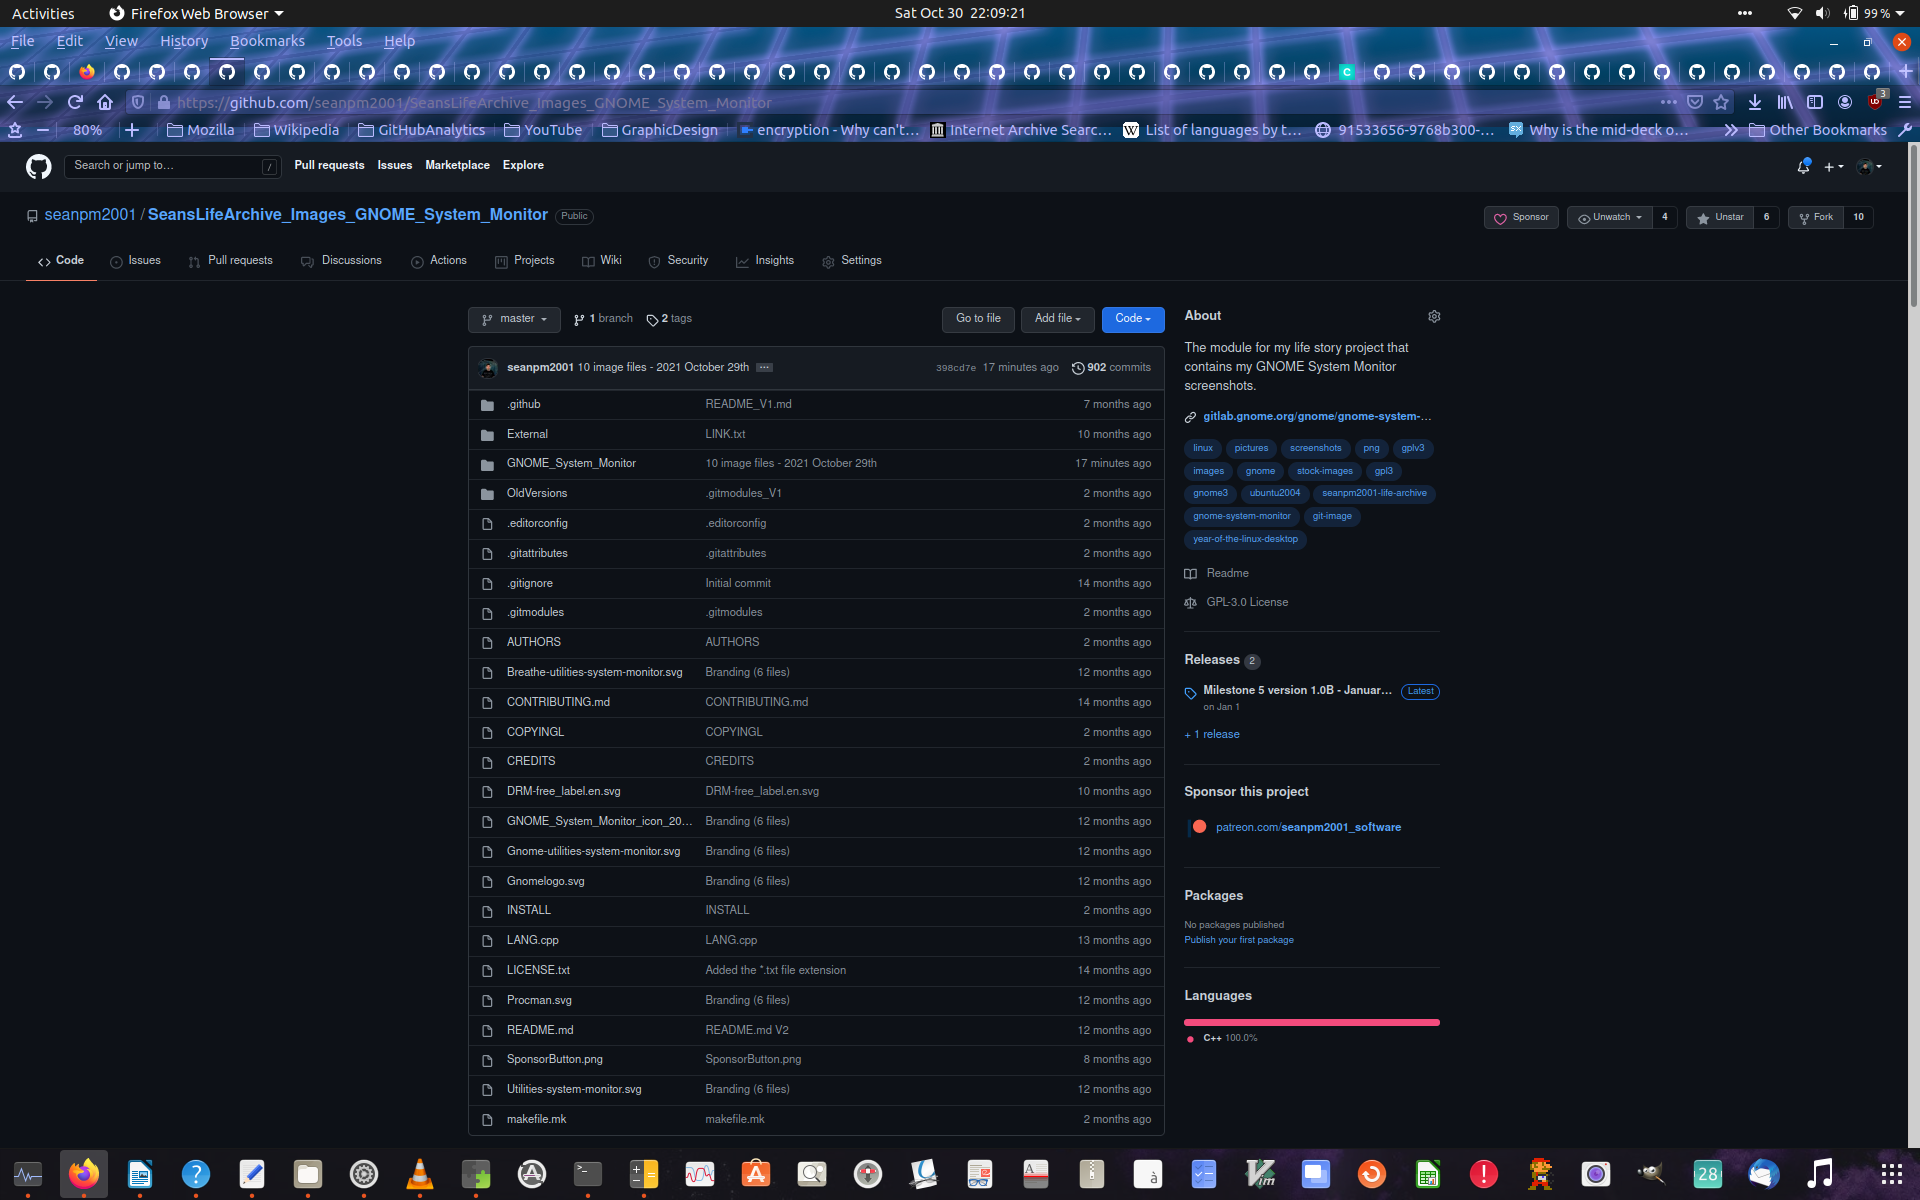 Activities Firefox Web Browser Sat Oct 30 22:09:21 99 %
File Edit View History Bookmarks Tools Help
https://github.com/seanpm2001/SeansLifeArchive_Images_GNOME_System_Monitor 3
80% Mozilla Wikipedia GitHubAnalytics YouTube GraphicDesign encryption - Why can't… Internet Archive Searc… List of languages by t… 91533656-9768b300-… Why is the mid-deck o… Other Bookmarks
Search or jump to… / Pull requests Issues Marketplace Explore
seanpm2001 / SeansLifeArchive_Images_GNOME_System_Monitor Public Sponsor Unwatch 4 Unstar 6 Fork 10
Code Issues Pull requests Discussions Actions Projects Wiki Security Insights Settings
master 1 branch 2 tags Go to file Add file Code
seanpm2001 10 image files - 2021 October 29th … 398cd7e 17 minutes ago 902 commits
.github README_V1.md 7 months ago
External LINK.txt 10 months ago
GNOME_System_Monitor 10 image files - 2021 October 29th 17 minutes ago
OldVersions .gitmodules_V1 2 months ago
.editorconfig .editorconfig 2 months ago
.gitattributes .gitattributes 2 months ago
.gitignore Initial commit 14 months ago
.gitmodules .gitmodules 2 months ago
AUTHORS AUTHORS 2 months ago
Breathe-utilities-system-monitor.svg Branding (6 files) 12 months ago
CONTRIBUTING.md CONTRIBUTING.md 14 months ago
COPYINGL COPYINGL 2 months ago
CREDITS CREDITS 2 months ago
DRM-free_label.en.svg DRM-free_label.en.svg 10 months ago
GNOME_System_Monitor_icon_20… Branding (6 files) 12 months ago
Gnome-utilities-system-monitor.svg Branding (6 files) 12 months ago
Gnomelogo.svg Branding (6 files) 12 months ago
INSTALL INSTALL 2 months ago
LANG.cpp LANG.cpp 13 months ago
LICENSE.txt Added the *.txt file extension 14 months ago
Procman.svg Branding (6 files) 12 months ago
README.md README.md V2 12 months ago
SponsorButton.png SponsorButton.png 8 months ago
Utilities-system-monitor.svg Branding (6 files) 12 months ago
makefile.mk makefile.mk 2 months ago
About
The module for my life story project that
contains my GNOME System Monitor
screenshots.
gitlab.gnome.org/gnome/gnome-system-…
linux pictures screenshots png gplv3
images gnome stock-images gpl3
gnome3 ubuntu2004 seanpm2001-life-archive
gnome-system-monitor git-image
year-of-the-linux-desktop
Readme
GPL-3.0 License
Releases 2
Milestone 5 version 1.0B - Januar… Latest
on Jan 1
+ 1 release
Sponsor this project
patreon.com/seanpm2001_software
Packages
No packages published
Publish your first package
Languages
C++ 100.0%
28